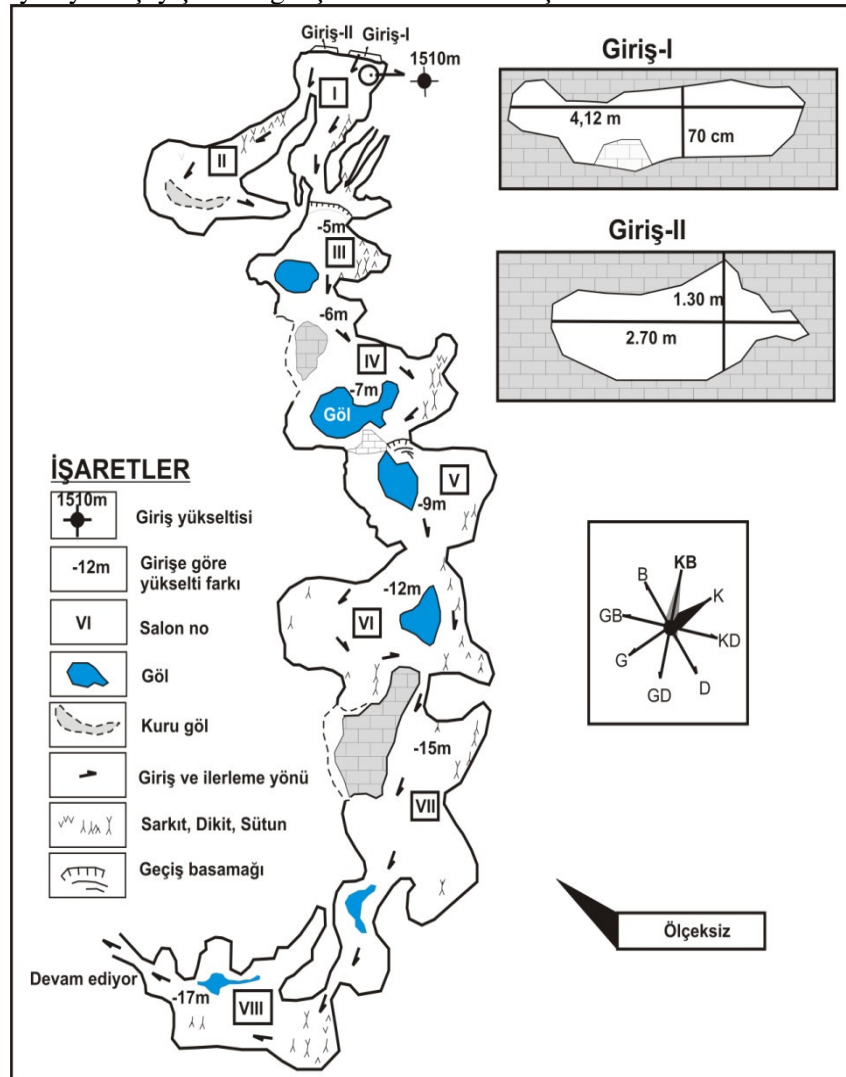 Giriş-II
Giriş-I
1510m
I
II
-5m
III
-6m
IV
-7m
Göl
V
-9m
-12m
VI
-15m
VII
Devam ediyor
-17m
VIII
Giriş-I
4,12 m
70 cm
Giriş-II
1.30 m
2.70 m
İŞARETLER
1510m
Giriş yükseltisi
-12m
Girişe göre
yükselti farkı
VI
Salon no
Göl
Kuru göl
Giriş ve ilerleme yönü
Sarkıt, Dikit, Sütun
Geçiş basamağı
KB
B
K
GB
KD
G
GD
D
Ölçeksiz